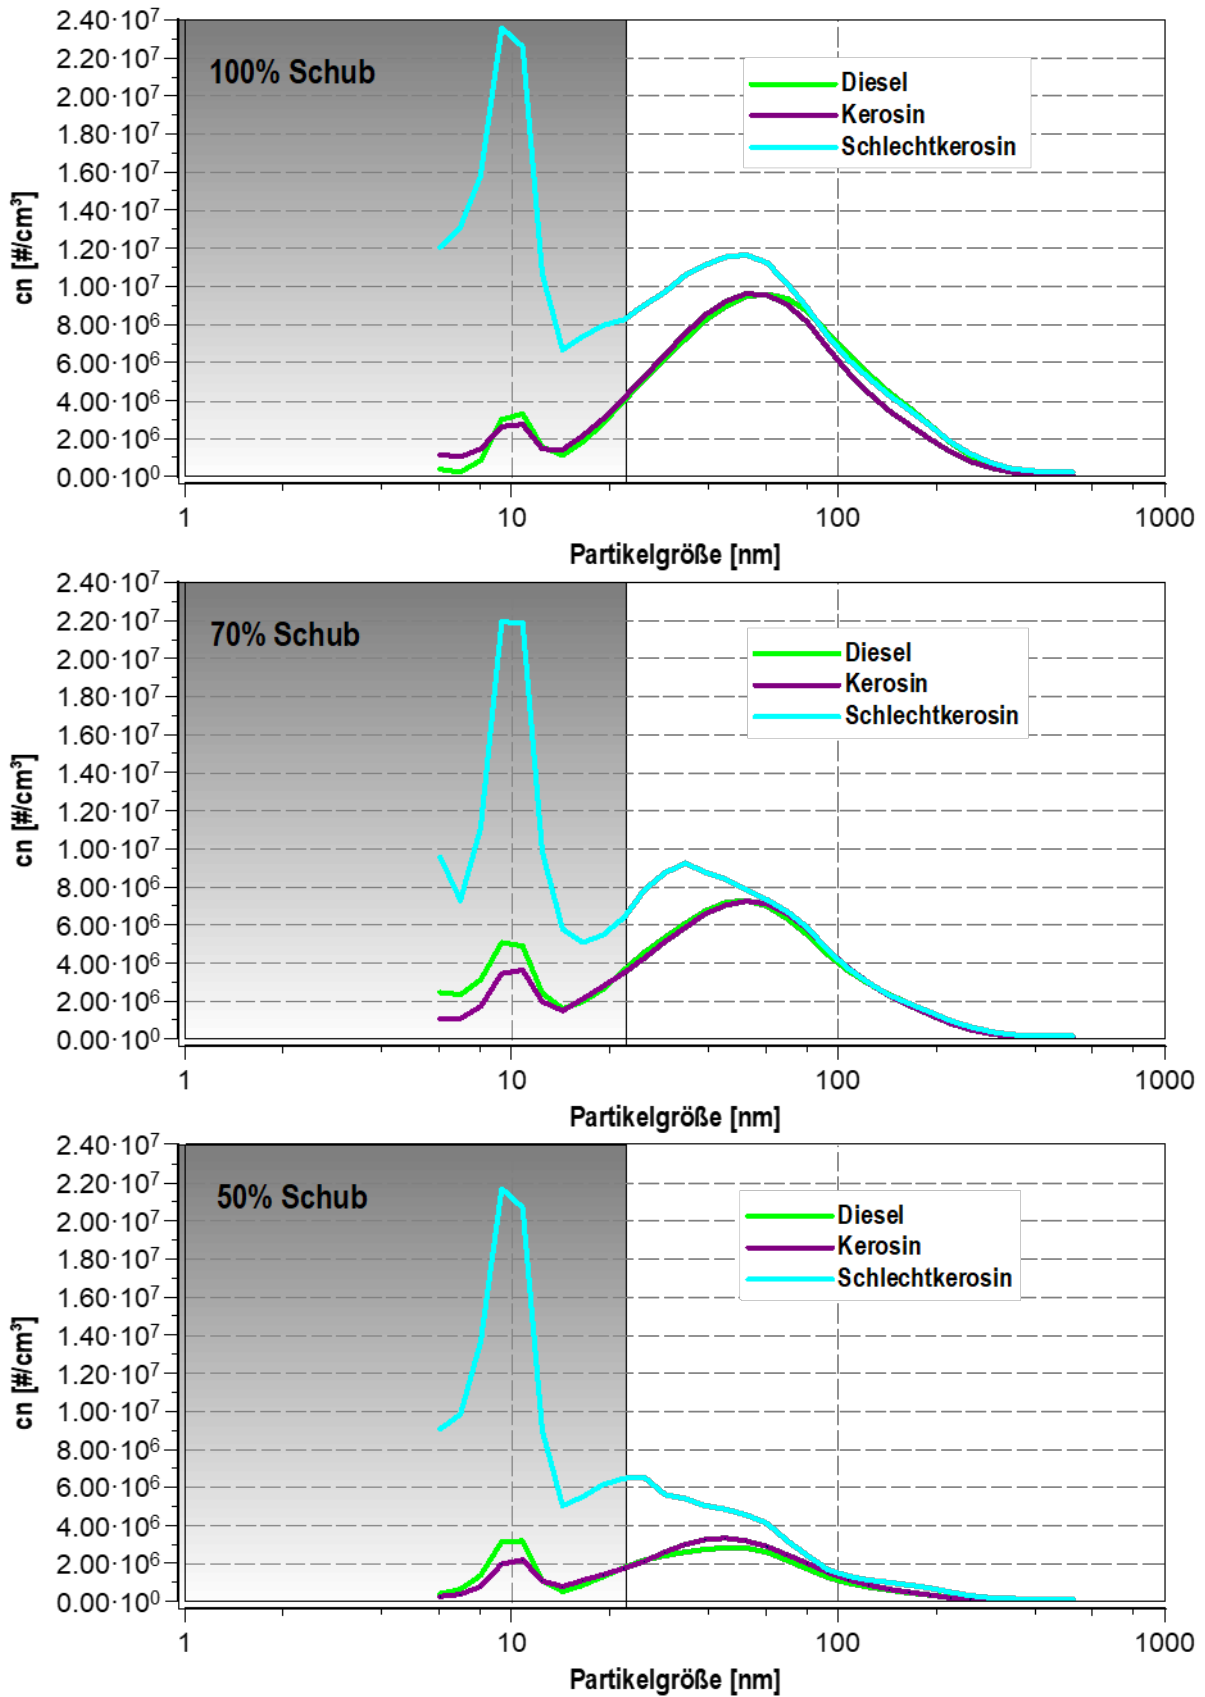 2.40·10⁷
2.20·10⁷
2.00·10⁷
1.80·10⁷
1.60·10⁷
1.40·10⁷
1.20·10⁷
1.00·10⁷
8.00·10⁶
6.00·10⁶
4.00·10⁶
2.00·10⁶
0.00·10⁰
cn [#/cm³]
100% Schub
Diesel
Kerosin
Schlechtkerosin
1 10 100 1000
Partikelgröße [nm]
2.40·10⁷
2.20·10⁷
2.00·10⁷
1.80·10⁷
1.60·10⁷
1.40·10⁷
1.20·10⁷
1.00·10⁷
8.00·10⁶
6.00·10⁶
4.00·10⁶
2.00·10⁶
0.00·10⁰
cn [#/cm³]
70% Schub
Diesel
Kerosin
Schlechtkerosin
1 10 100 1000
Partikelgröße [nm]
2.40·10⁷
2.20·10⁷
2.00·10⁷
1.80·10⁷
1.60·10⁷
1.40·10⁷
1.20·10⁷
1.00·10⁷
8.00·10⁶
6.00·10⁶
4.00·10⁶
2.00·10⁶
0.00·10⁰
cn [#/cm³]
50% Schub
Diesel
Kerosin
Schlechtkerosin
1 10 100 1000
Partikelgröße [nm]